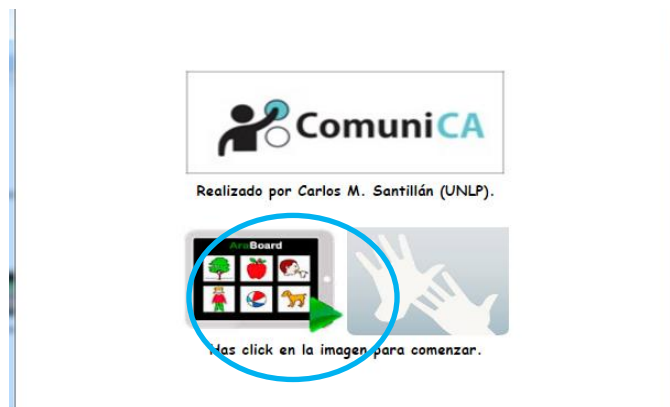 ComuniCA
Realizado por Carlos M. Santillán (UNLP).
AraBoard
Has click en la imagen para comenzar.